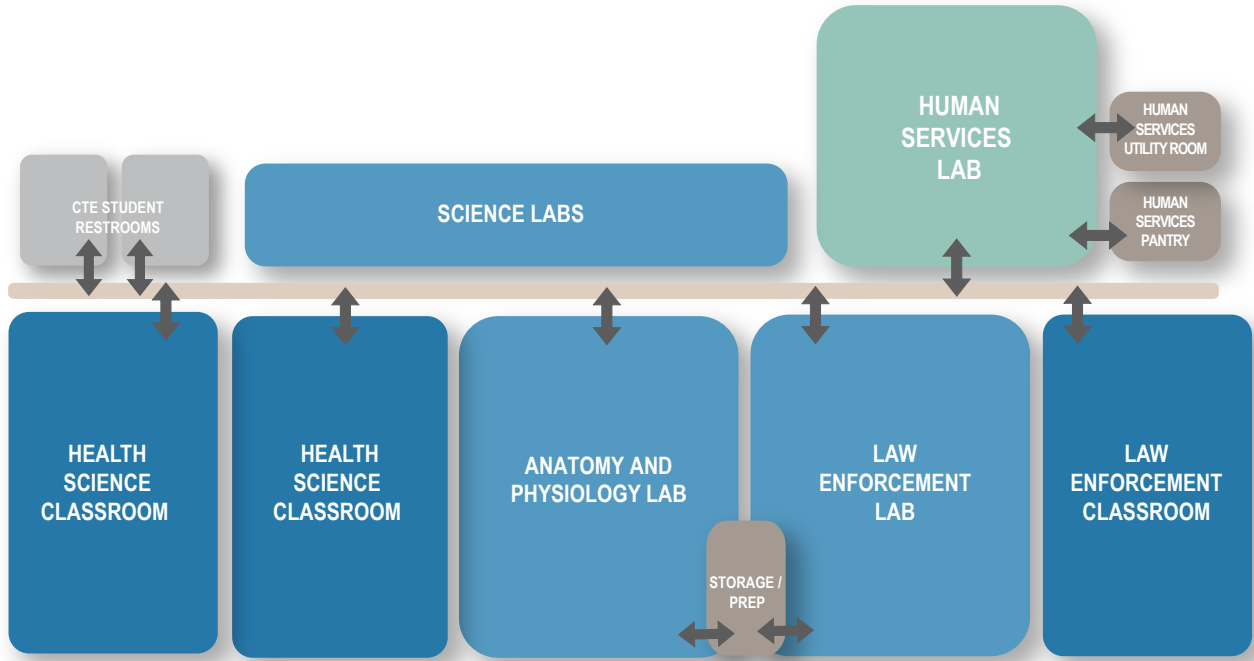 HUMAN
SERVICES
LAB
HUMAN
SERVICES
UTILITY ROOM
HUMAN
SERVICES
PANTRY
CTE STUDENT
RESTROOMS
SCIENCE LABS
HEALTH
SCIENCE
CLASSROOM
HEALTH
SCIENCE
CLASSROOM
ANATOMY AND
PHYSIOLOGY LAB
LAW
ENFORCEMENT
LAB
LAW
ENFORCEMENT
CLASSROOM
STORAGE /
PREP